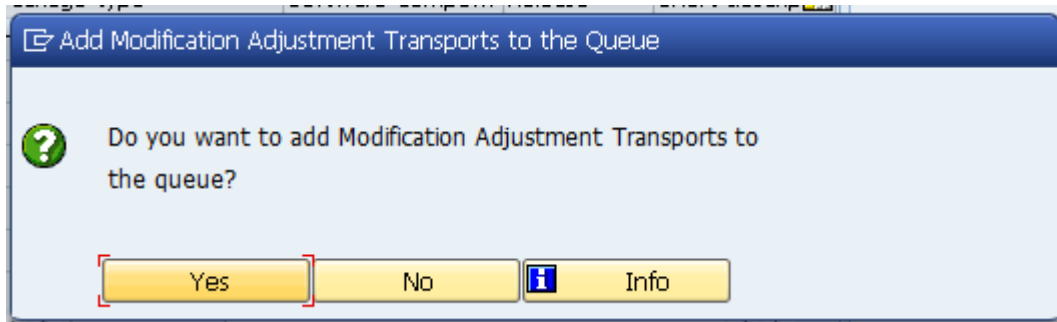 Add Modification Adjustment Transports to the Queue
Do you want to add Modification Adjustment Transports to
the queue?
Yes No Info